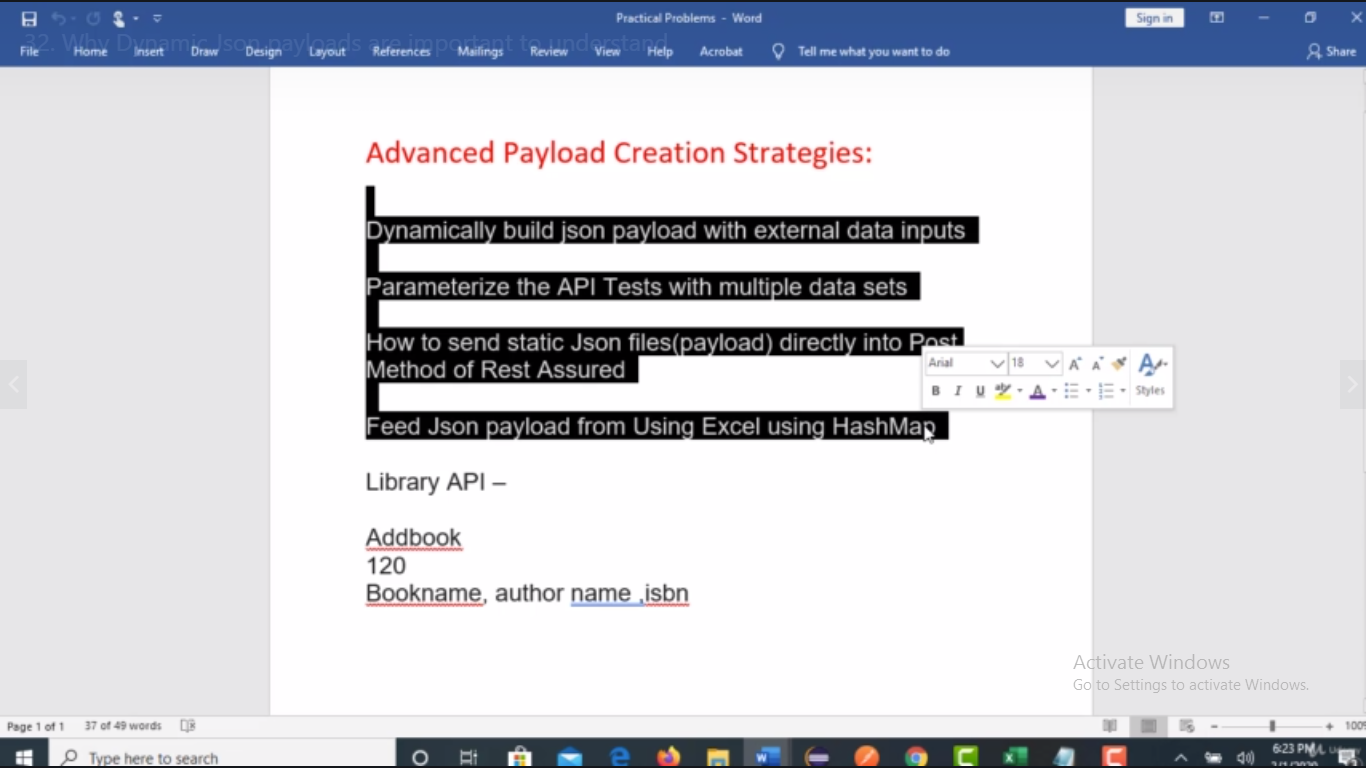 Practical Problems - Word
Sign in
32. Why Dynamic Json payloads are important to understand
File Home Insert Draw Design Layout References Mailings Review View Help Acrobat Tell me what you want to do Share
Advanced Payload Creation Strategies:
Dynamically build json payload with external data inputs
Parameterize the API Tests with multiple data sets
How to send static Json files(payload) directly into Post
Method of Rest Assured
Feed Json payload from Using Excel using HashMap
Arial 18
B I U Styles
Library API –
Addbook
120
Bookname, author name ,isbn
Activate Windows
Go to Settings to activate Windows.
Page 1 of 1 37 of 49 words
Type here to search
6:23 PM